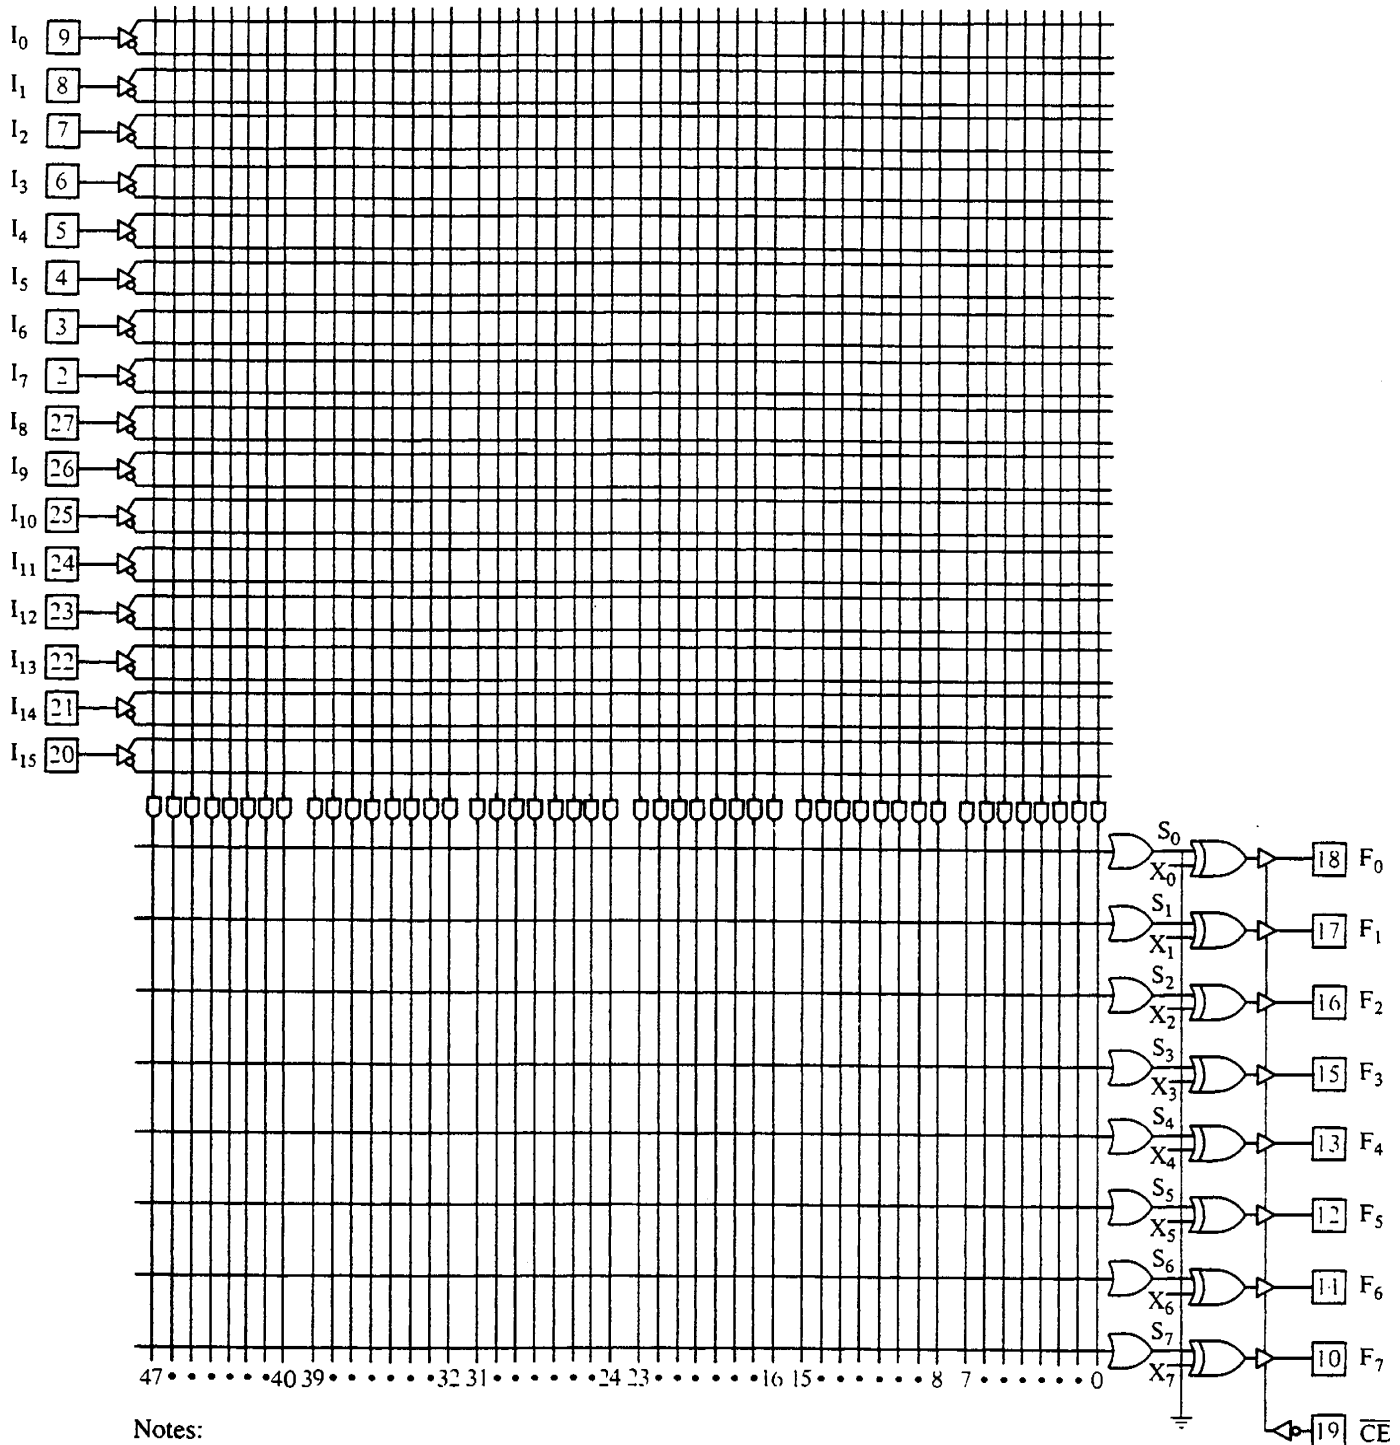 I0 9
I1 8
I2 7
I3 6
I4 5
I5 4
I6 3
I7 2
I8 27
I9 26
I10 25
I11 24
I12 23
I13 22
I14 21
I15 20
S0
X0
18 F0
S1
X1
17 F1
S2
X2
16 F2
S3
X3
15 F3
S4
X4
13 F4
S5
X5
12 F5
S6
X6
11 F6
S7
X7
10 F7
47 • • • • • • 40 39 • • • • • • 32 31 • • • • • • 24 23 • • • • • • 16 15 • • • • • • 8 7 • • • • • • 0
19 C̅E̅
Notes: